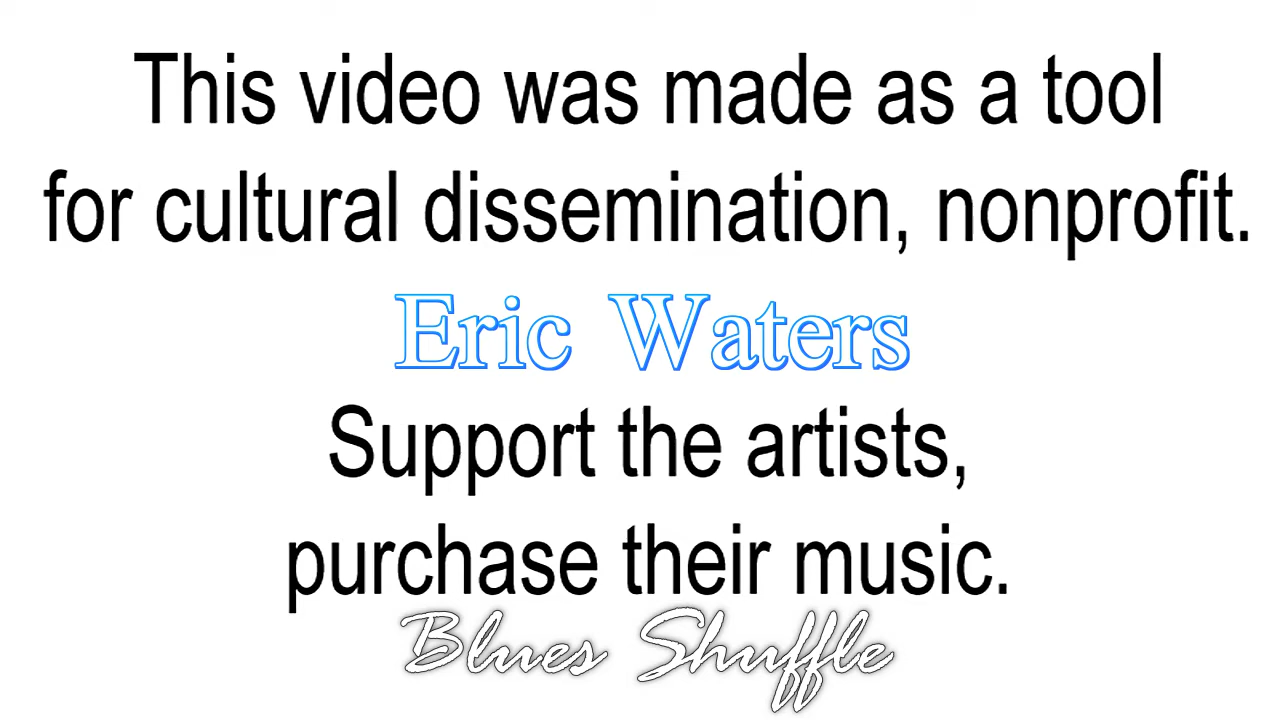 This video was made as a tool
for cultural dissemination, nonprofit.
Eric Waters
Support the artists,
purchase their music.
Blues Shuffle